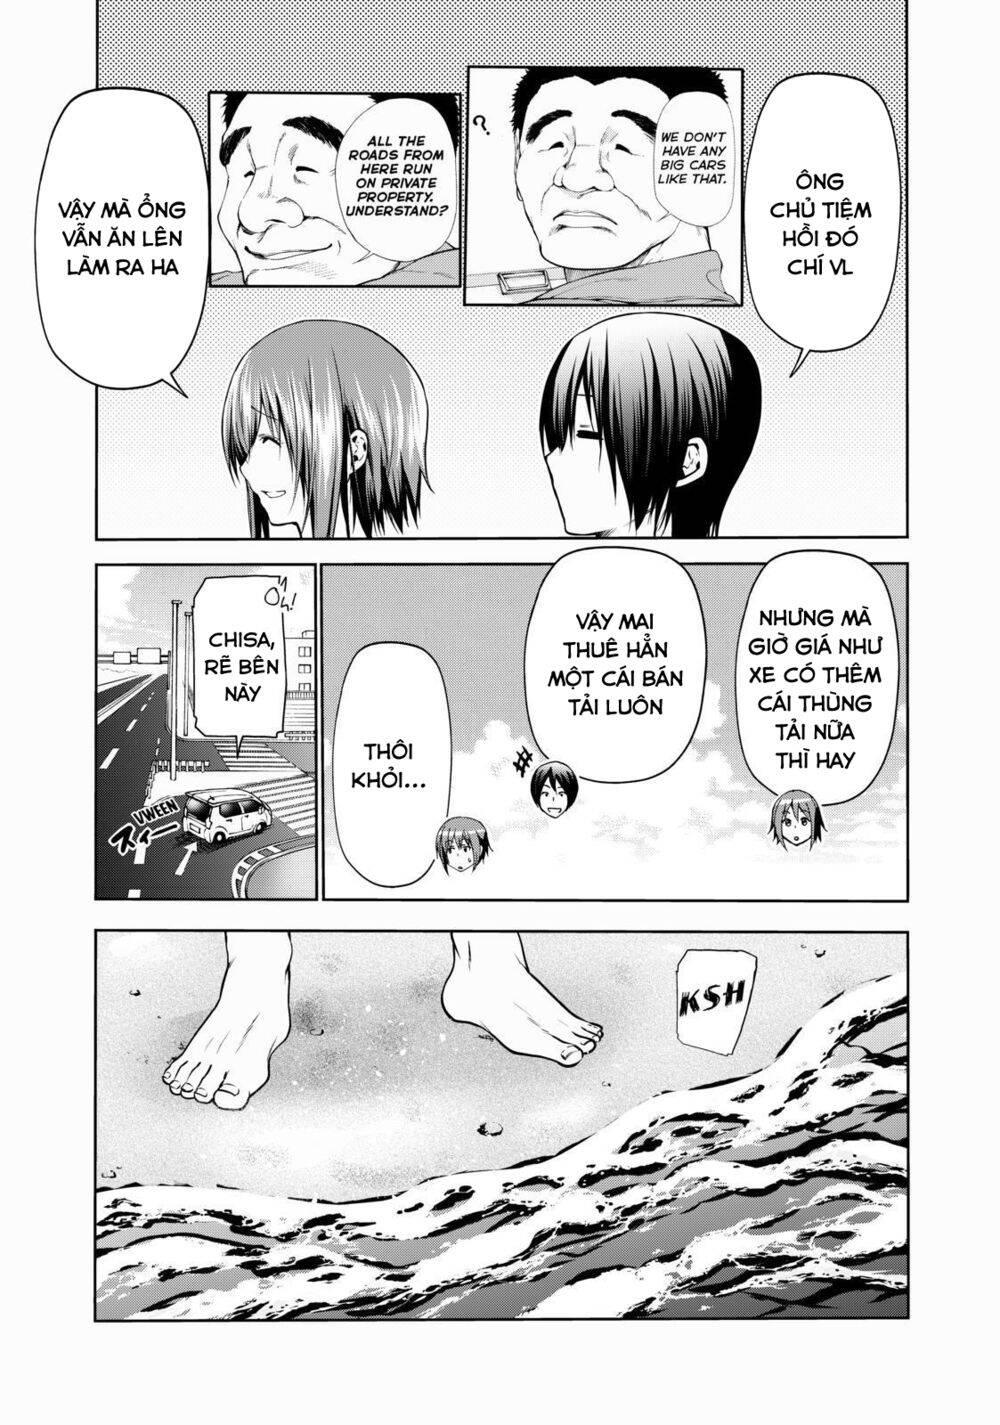 ÔNG
CHỦ TIỆM
HỒI ĐÓ
CHÍ VL
WE DON'T
HAVE ANY
BIG CARS
LIKE THAT.
?
ALL THE
ROADS FROM
HERE RUN
ON PRIVATE
PROPERTY.
UNDERSTAND?
VẬY MÀ ỔNG
VẪN ĂN LÊN
LÀM RA HA
NHƯNG MÀ
GIỜ GIÁ NHƯ
XE CÓ THÊM
CÁI THÙNG
TẢI NỮA
THÌ HAY
VẬY MAI
THUÊ HẲN
MỘT CÁI BÁN
TẢI LUÔN
THÔI
KHỎI...
CHISA,
RẼ BÊN
NÀY
VWEEN
スィー
KSH